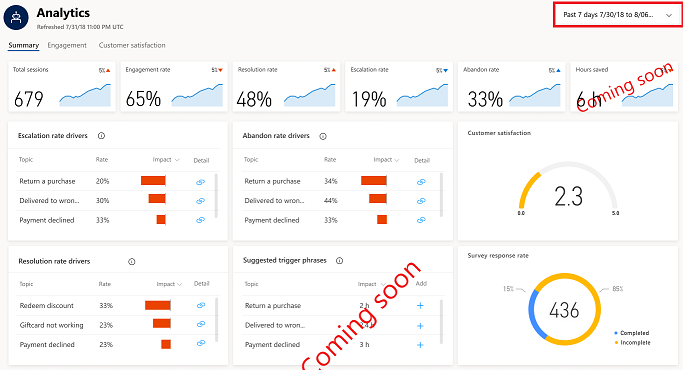 Analytics
Refreshed 7/31/18 11:00 PM UTC
Past 7 days 7/30/18 to 8/06...
Summary Engagement Customer satisfaction
Total sessions 5%
679
Engagement rate 5%
65%
Resolution rate 5%
48%
Escalation rate 5%
19%
Abandon rate 5%
33%
Hours saved
6 h
Coming soon
Escalation rate drivers
Topic Rate Impact Detail
Return a purchase 20%
Delivered to wron... 30%
Payment declined 33%
Abandon rate drivers
Topic Rate Impact Detail
Return a purchase 34%
Delivered to wron... 44%
Payment declined 33%
Customer satisfaction
2.3
0.0 5.0
Resolution rate drivers
Topic Rate Impact Detail
Redeem discount 33%
Giftcard not working 23%
Payment declined 23%
Suggested trigger phrases
Topic Impact Add
Return a purchase 2 h
Delivered to wron...
Payment declined 3 h
Coming soon
Survey response rate
15% 85%
436
Completed
Incomplete